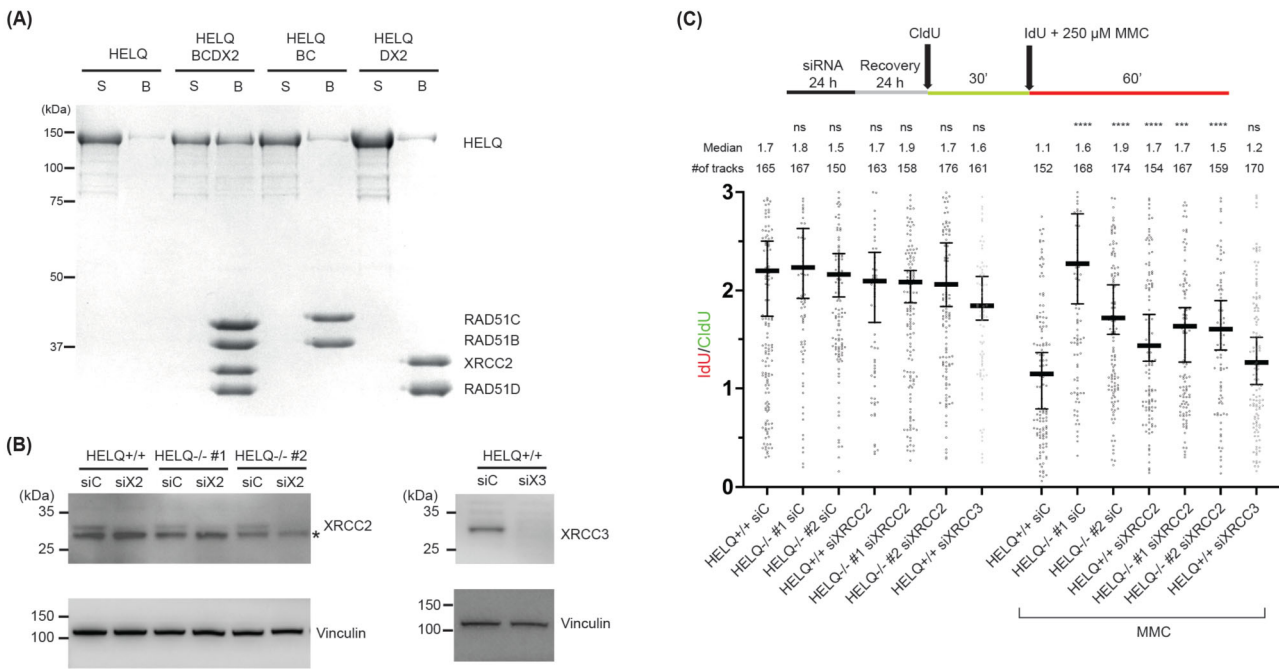 (A)
HELQ
HELQ
BCDX2
HELQ
BC
HELQ
DX2
S B S B S B S B
(kDa)
150
100
75
50
37
HELQ
RAD51C
RAD51B
XRCC2
RAD51D
(B)
HELQ+/+ HELQ-/- #1 HELQ-/- #2
siC siX2 siC siX2 siC siX2
(kDa)
35
25
XRCC2
*
150
100
Vinculin
HELQ+/+
siC siX3
(kDa)
35
25
XRCC3
150
100
Vinculin
(C)
CldU
IdU + 250 µM MMC
siRNA
24 h
Recovery
24 h
30'
60'
ns ns ns ns ns ns **** **** **** *** **** ns
Median 1.7 1.8 1.5 1.7 1.9 1.7 1.6 1.1 1.6 1.9 1.7 1.7 1.5 1.2
#of tracks 165 167 150 163 158 176 161 152 168 174 154 167 159 170
3
2
1
0
IdU/CldU
HELQ+/+ siC
HELQ-/- #1 siC
HELQ-/- #2 siC
HELQ+/+ siXRCC2
HELQ-/- #1 siXRCC2
HELQ-/- #2 siXRCC2
HELQ+/+ siXRCC3
HELQ+/+ siC
HELQ-/- #1 siC
HELQ-/- #2 siC
HELQ+/+ siXRCC2
HELQ-/- #1 siXRCC2
HELQ-/- #2 siXRCC2
HELQ+/+ siXRCC3
MMC